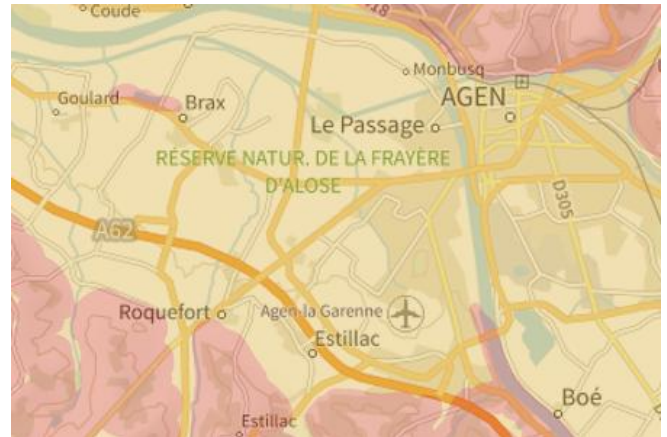 Coude
118
Monbusq
Goulard
Brax
AGEN
Le Passage
RÉSERVE NATUR. DE LA FRAYÈRE
D'ALOSE
D305
A62
Roquefort
Agen-la Garenne
Estillac
Boé
Estillac